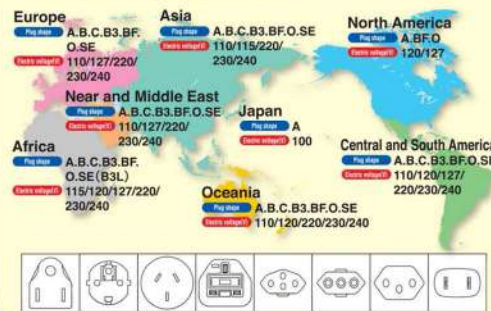 Europe
Plug shape A.B.C.B3.BF.
O.SE
Electric voltage(V) 110/127/220/
230/240
Asia
Plug shape A.B.C.B3.BF.O.SE
Electric voltage(V) 110/115/220/
230/240
North America
Plug shape A.BF.O
Electric voltage(V) 120/127
Near and Middle East
Plug shape A.B.C.B3.BF.O.SE
Electric voltage(V) 110/127/220/
230/240
Japan
Plug shape A
Electric voltage(V) 100
Africa
Plug shape A.B.C.B3.BF.
O.SE(B3L)
Electric voltage(V) 115/120/127/220/
230/240
Central and South America
Plug shape A.B.C.B3.BF.O.SE
Electric voltage(V) 110/120/127/
220/230/240
Oceania
Plug shape A.B.C.B3.BF.O.SE
Electric voltage(V) 110/120/220/230/240